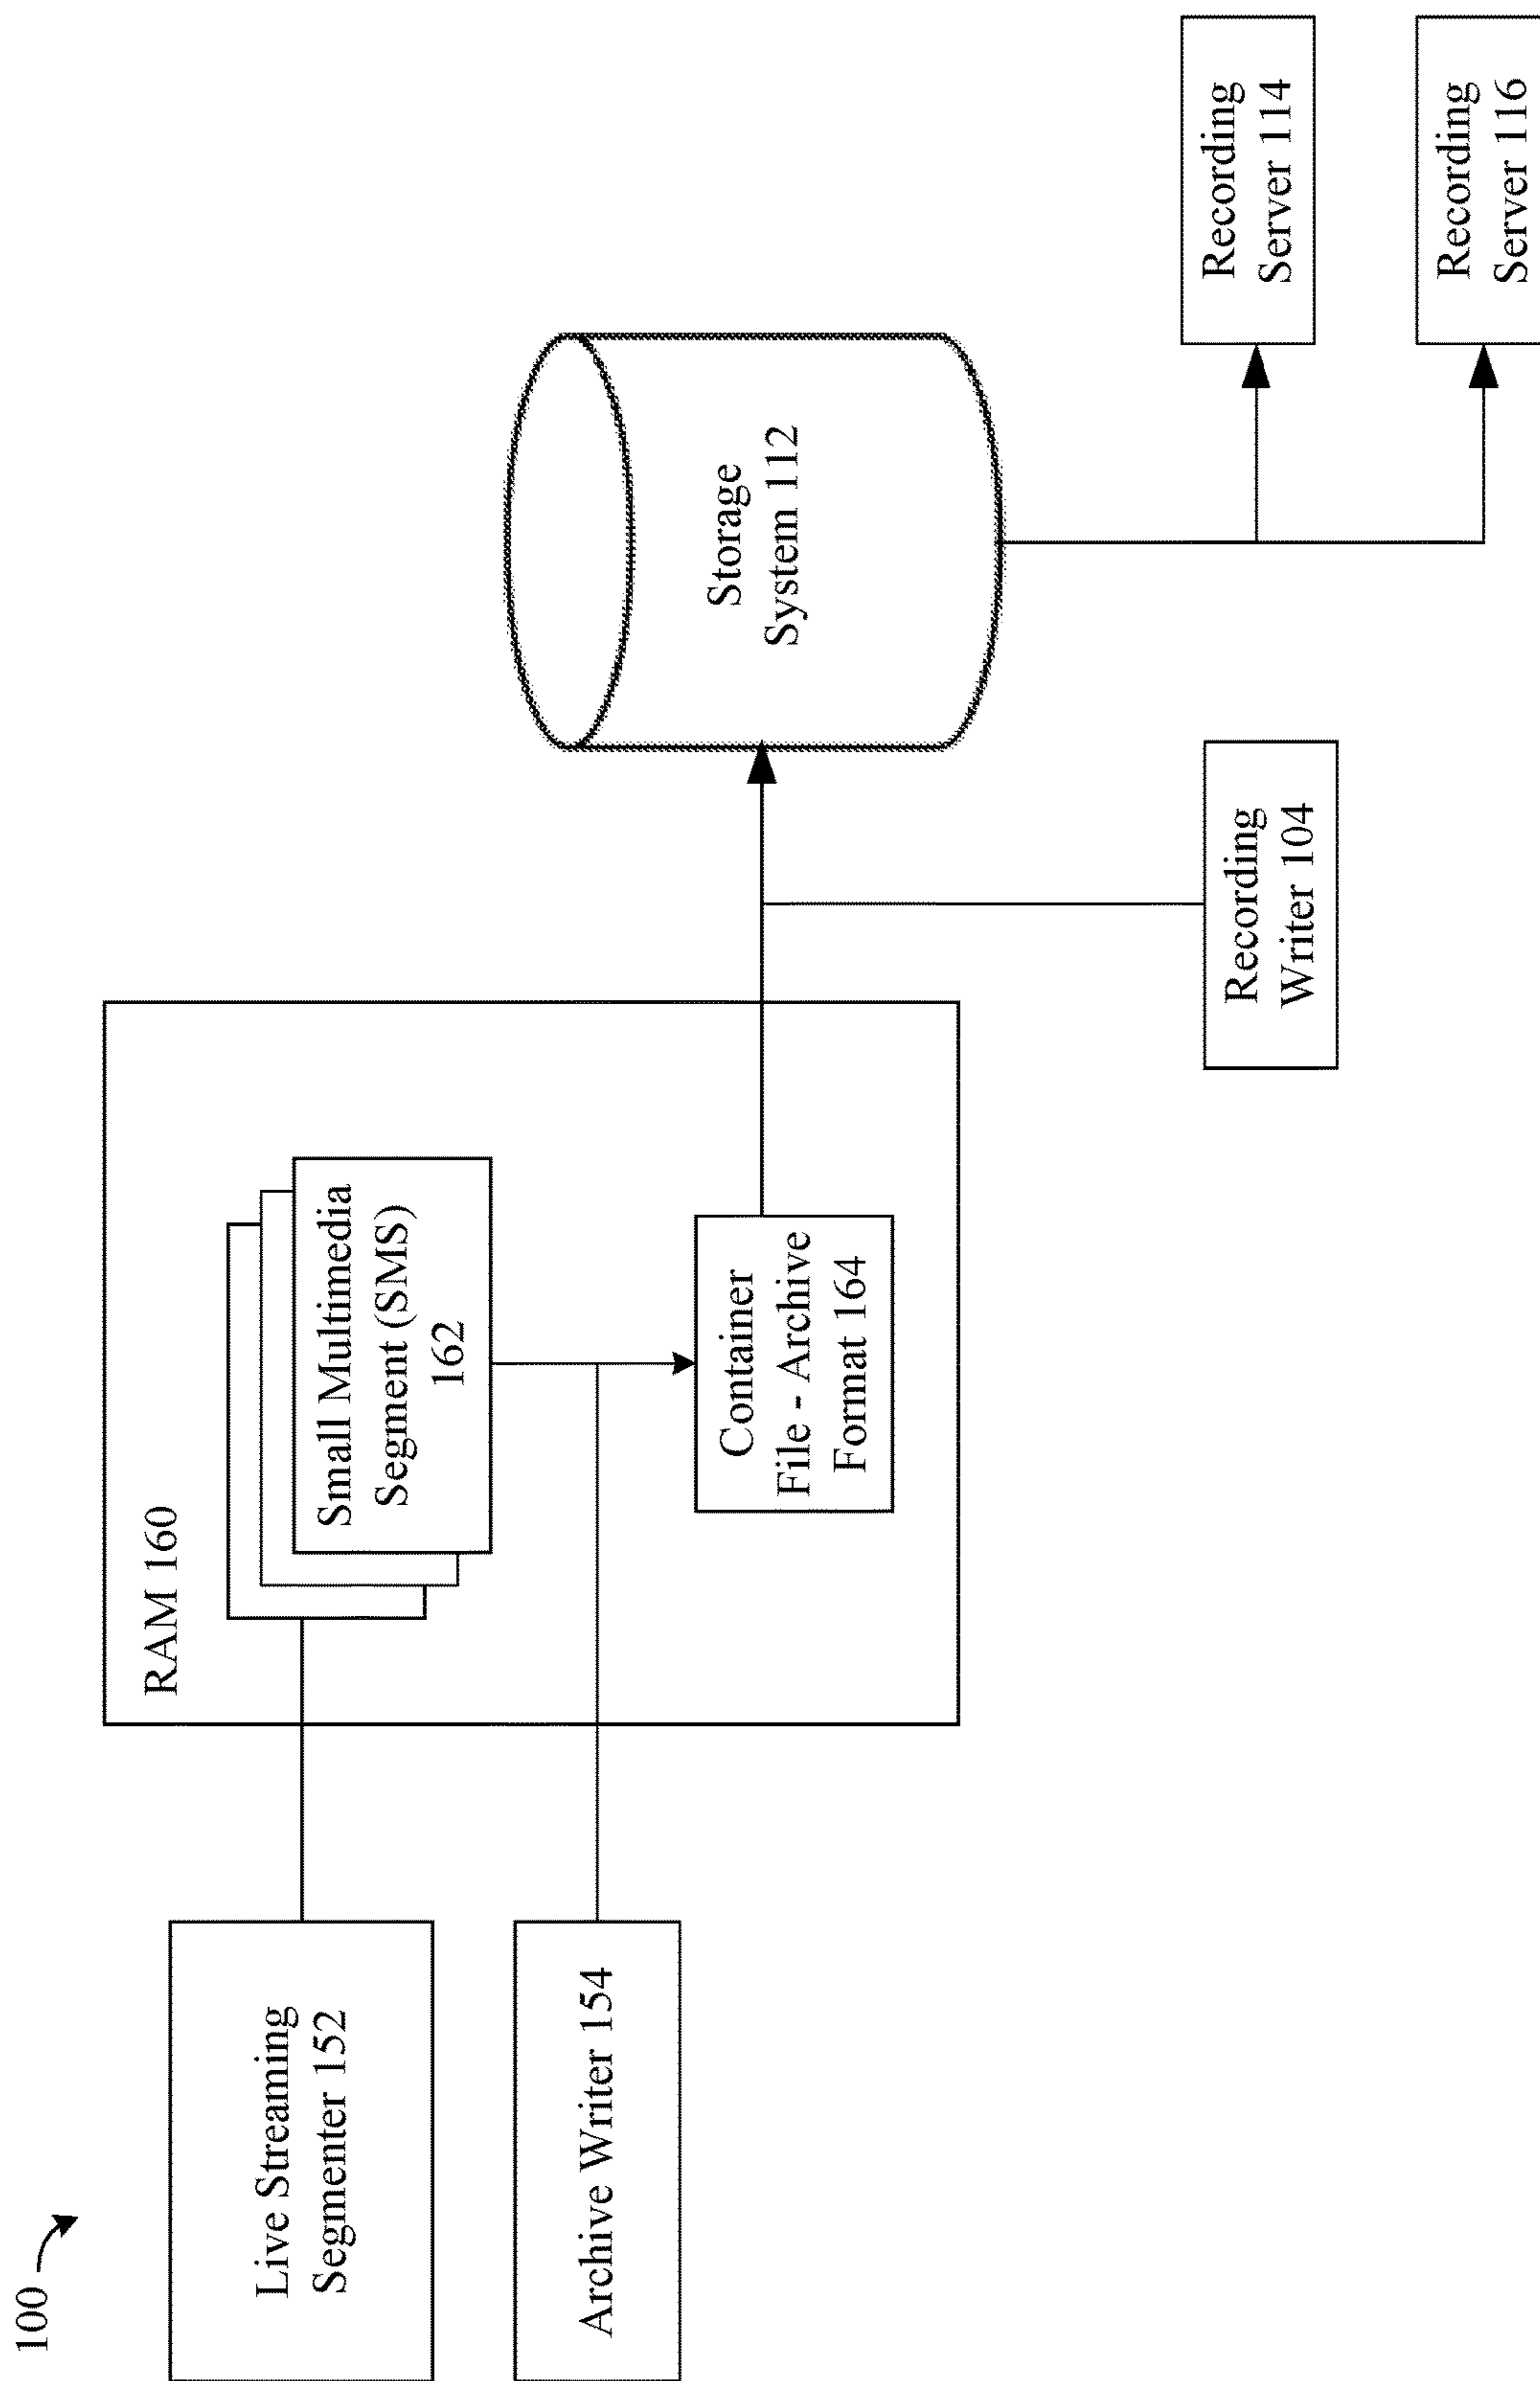 100
Live Streaming
Segmenter 152
Archive Writer 154
RAM 160
Small Multimedia
Segment (SMS)
162
Container
File - Archive
Format 164
Recording
Writer 104
Storage
System 112
Recording
Server 114
Recording
Server 116